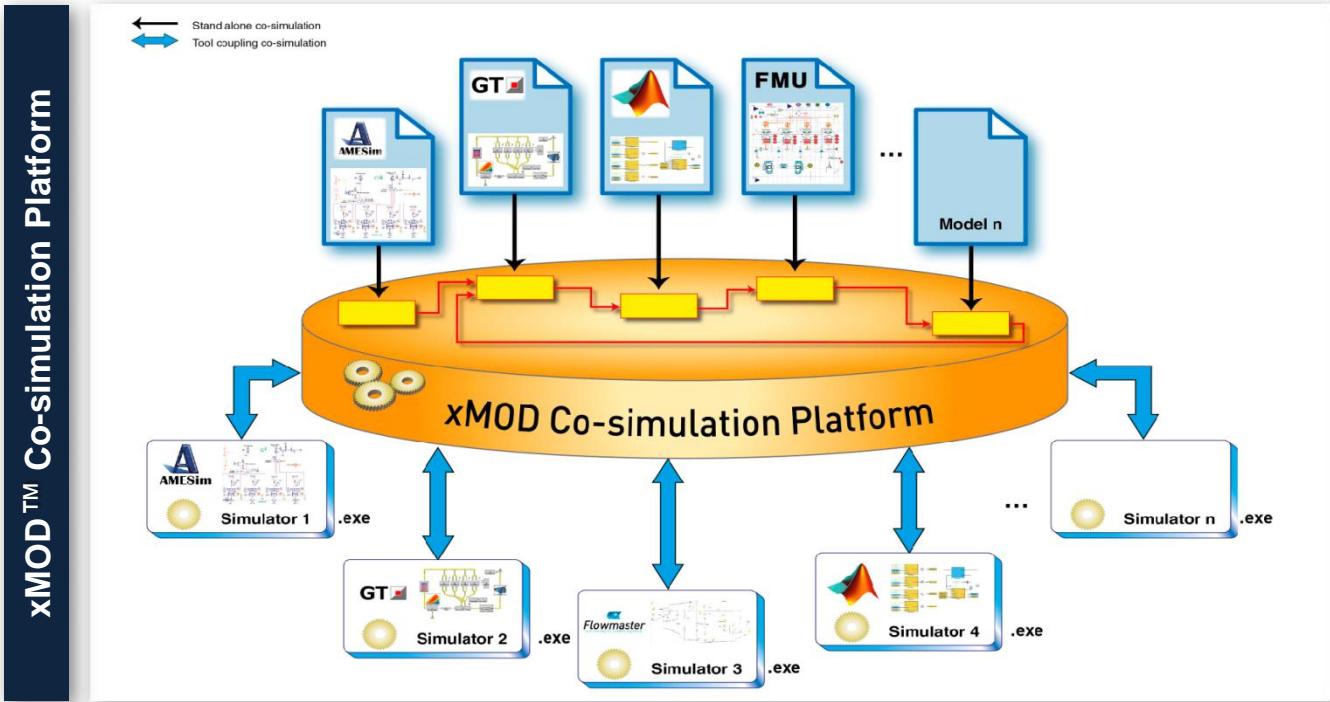 xMOD™ Co-simulation Platform
Stand alone co-simulation
Tool coupling co-simulation
AMESim
GT
FMU
...
Model n
xMOD Co-simulation Platform
AMESim
Simulator 1
.exe
GT
Simulator 2
.exe
Flowmaster
Simulator 3
.exe
Simulator 4
.exe
...
Simulator n
.exe